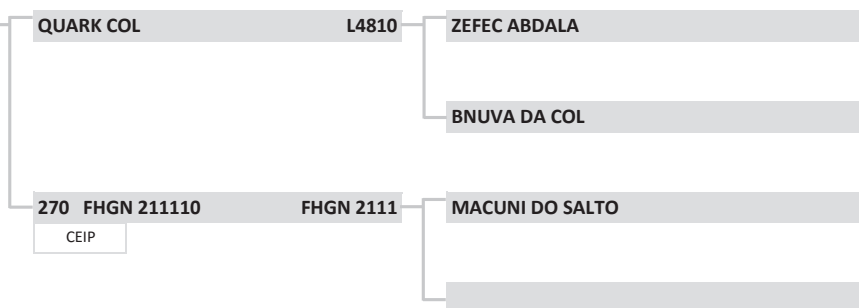 QUARK COL L4810 ZEFEC ABDALA
BNUVA DA COL
270 FHGN 211110 FHGN 2111 MACUNI DO SALTO
CEIP